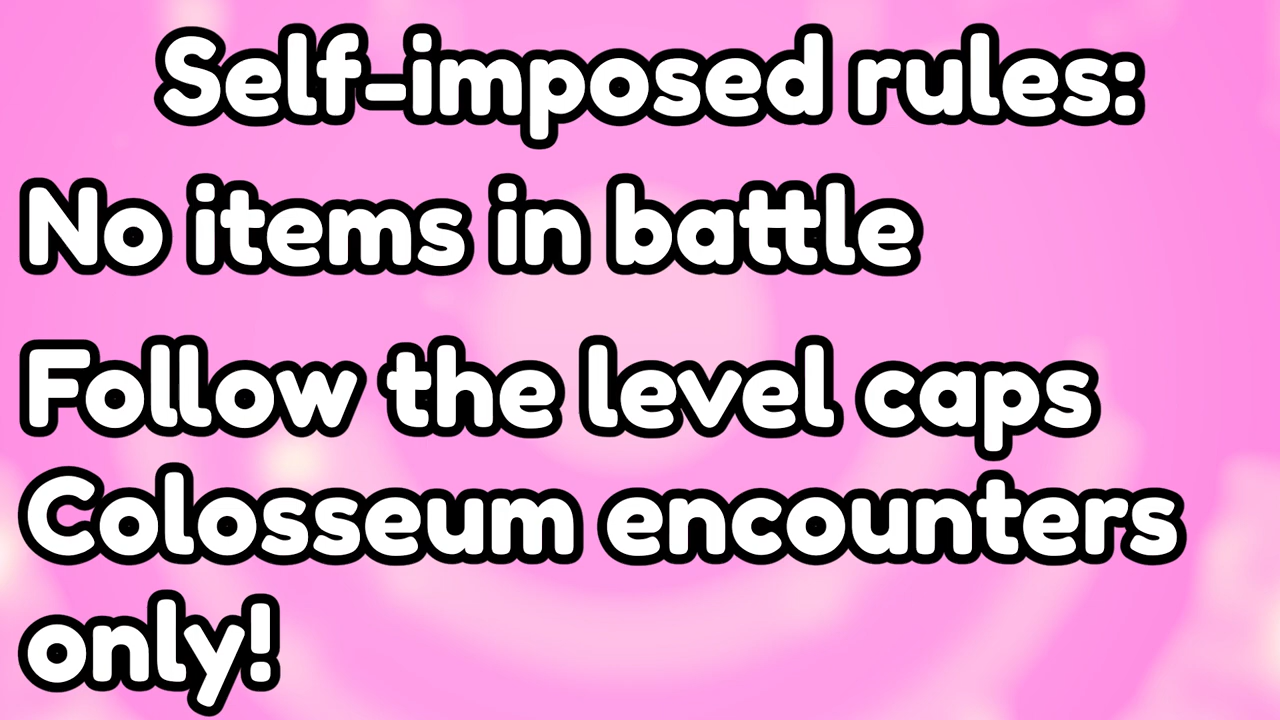 Self-imposed rules:
No items in battle
Follow the level caps
Colosseum encounters
only!